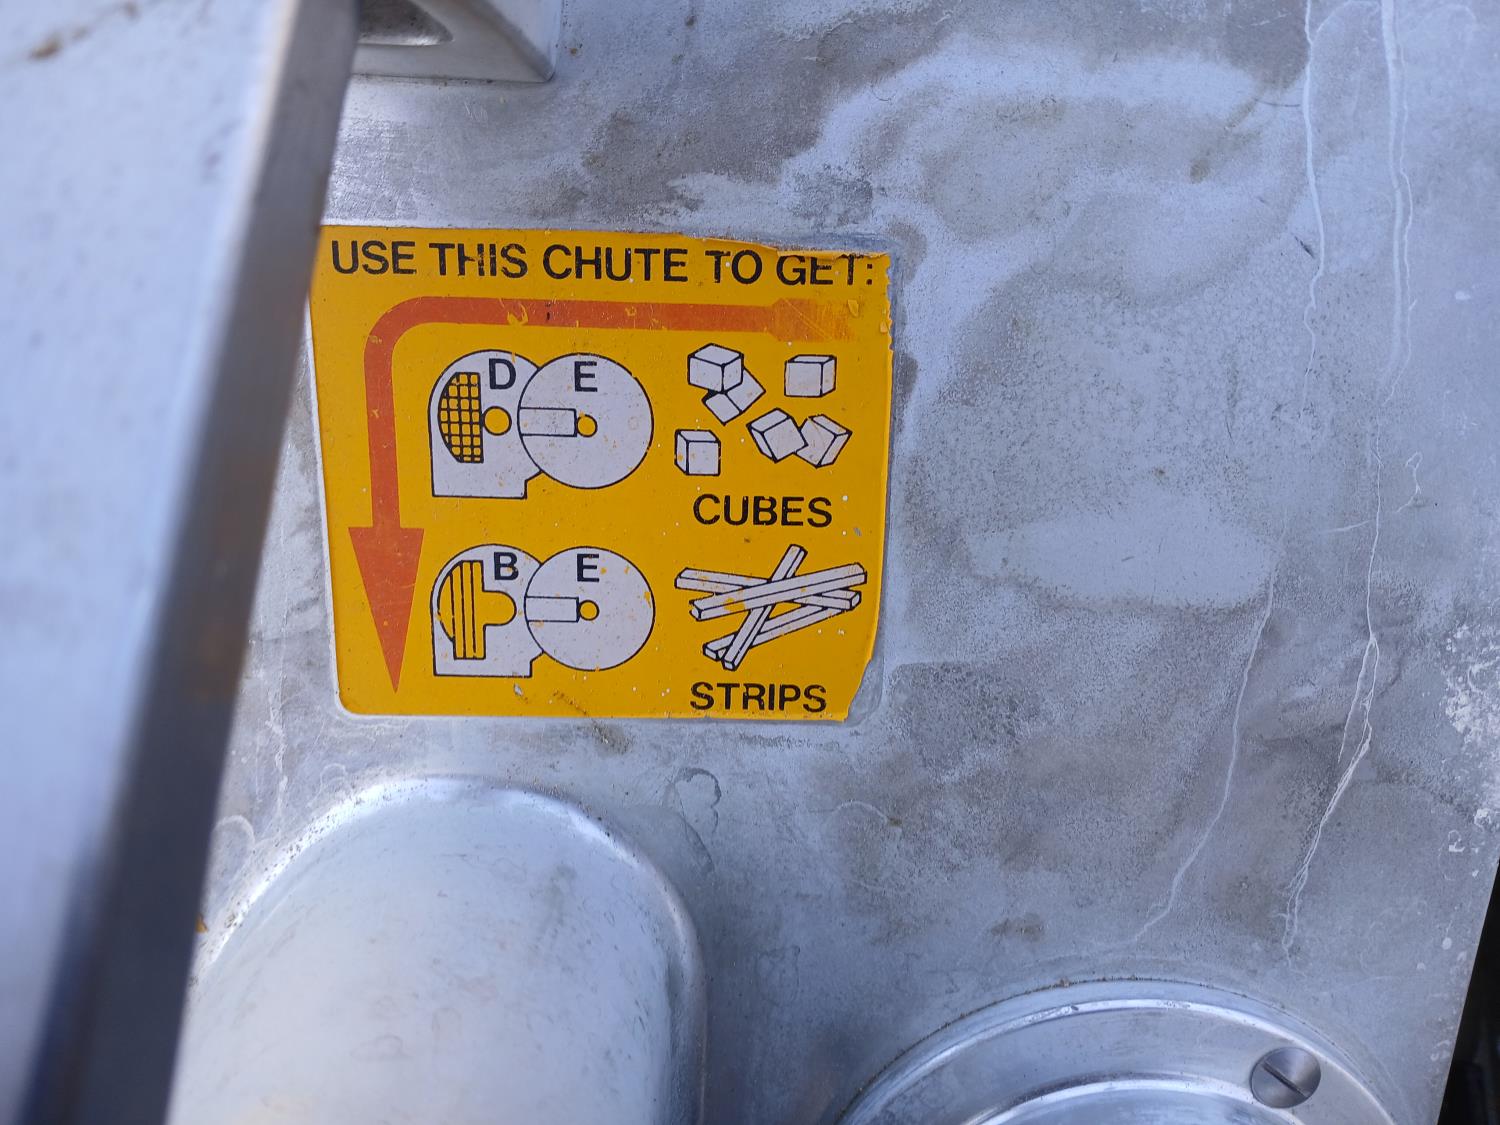 USE THIS CHUTE TO GET:
D E
CUBES
B E
STRIPS